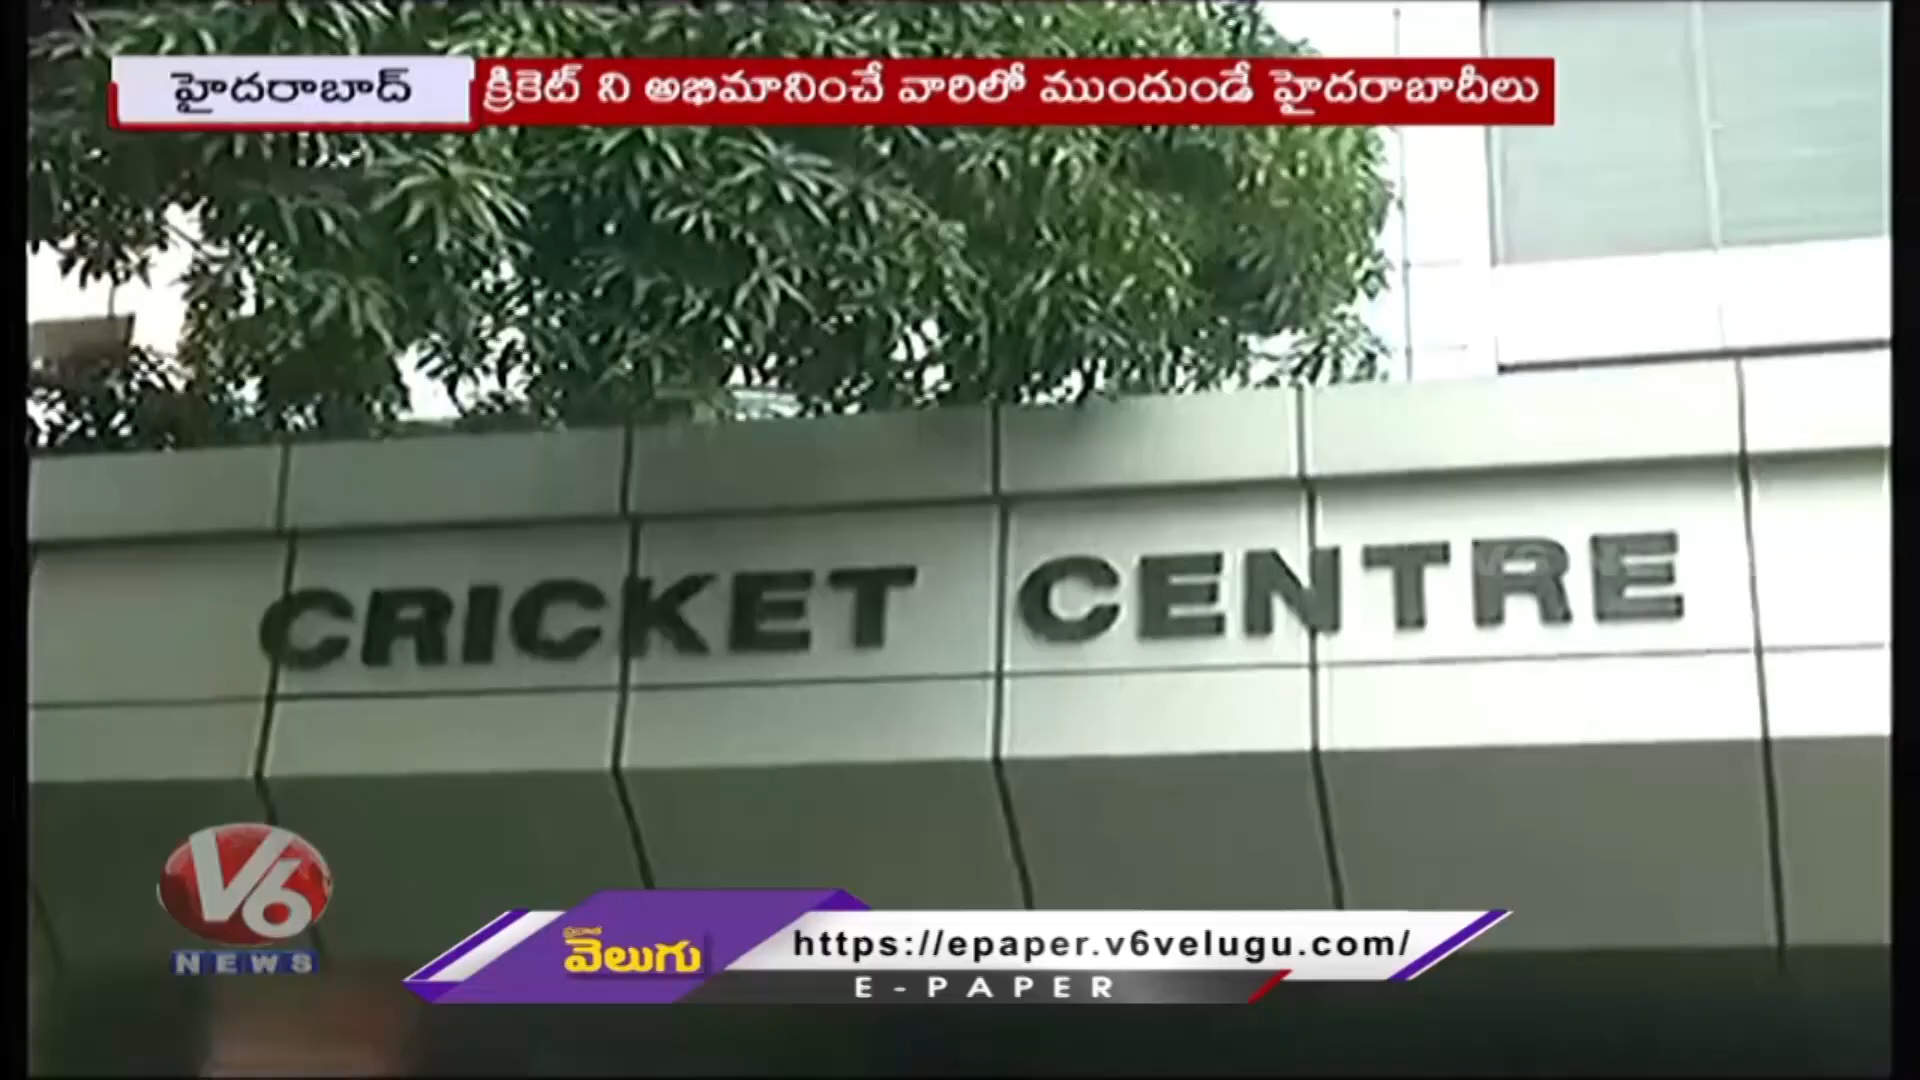 హైదరాబాద్ క్రికెట్ ని అభిమానించే వారిలో ముందుండే హైదరాబాదీలు
CRICKET CENTRE
V6
NEWS
వెలుగు
https://epaper.v6velugu.com/
E-PAPER